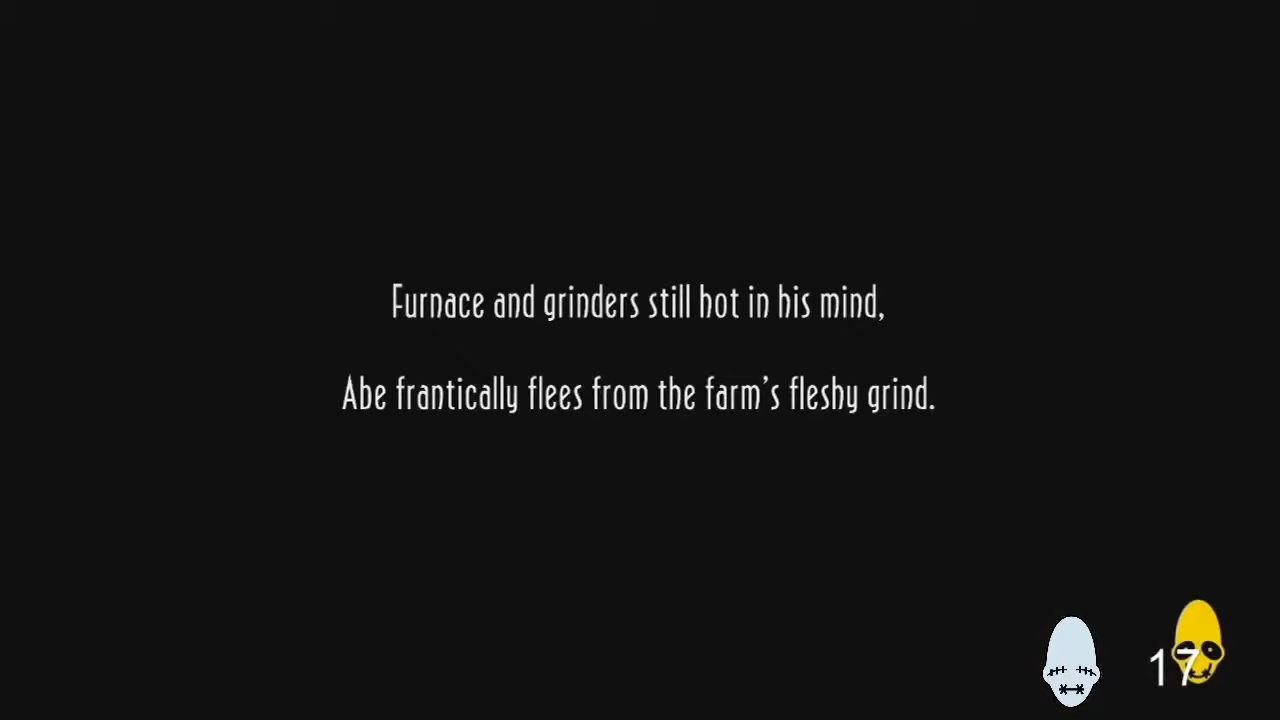 Furnace and grinders still hot in his mind,
Abe frantically flees from the farm’s fleshy grind.
17